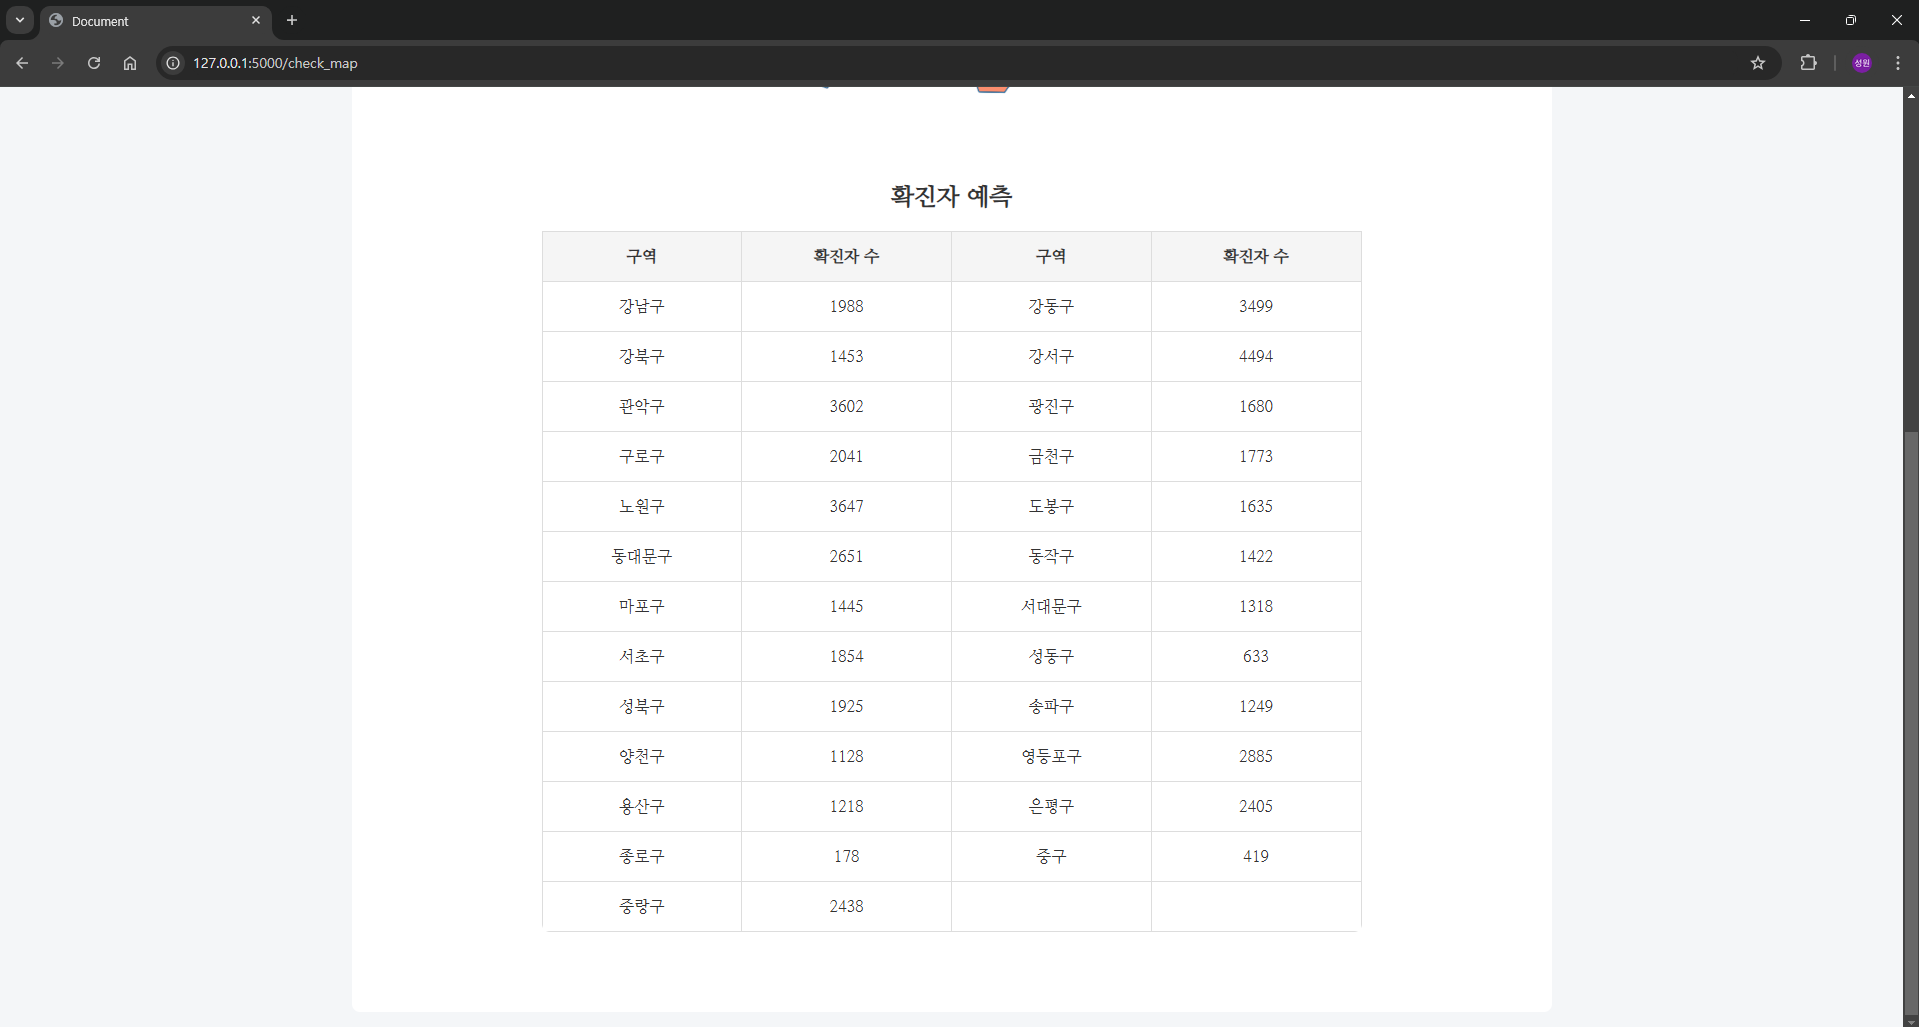 Document
127.0.0.1:5000/check_map
성원
확진자 예측
구역 확진자 수 구역 확진자 수
강남구 1988 강동구 3499
강북구 1453 강서구 4494
관악구 3602 광진구 1680
구로구 2041 금천구 1773
노원구 3647 도봉구 1635
동대문구 2651 동작구 1422
마포구 1445 서대문구 1318
서초구 1854 성동구 633
성북구 1925 송파구 1249
양천구 1128 영등포구 2885
용산구 1218 은평구 2405
종로구 178 중구 419
중랑구 2438